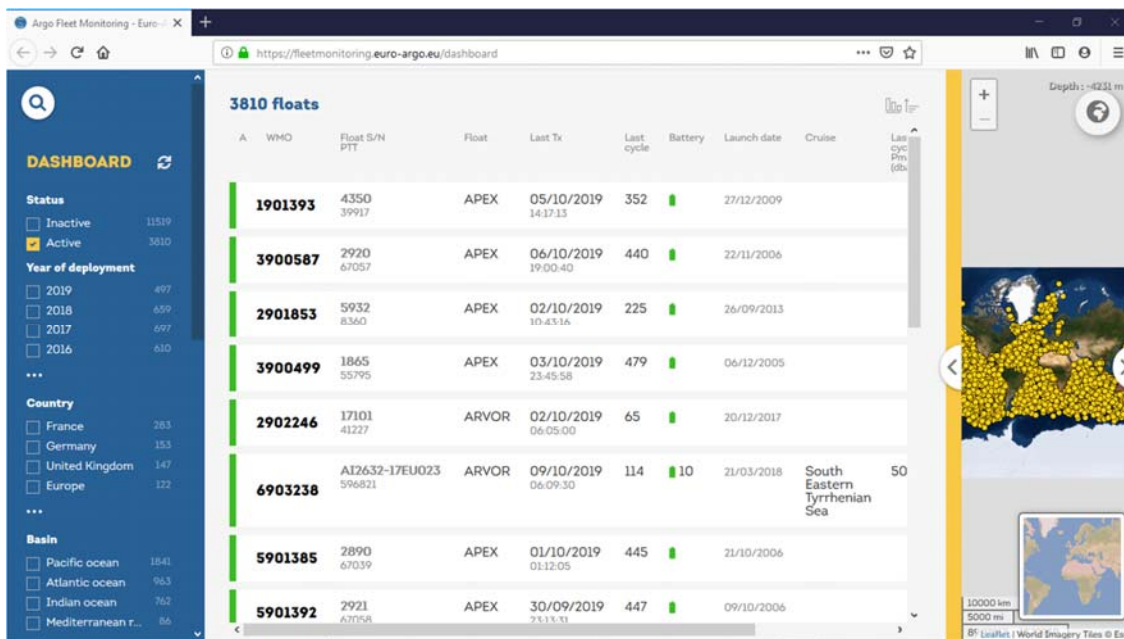 Argo Fleet Monitoring - Euro-A
https://fleetmonitoring.euro-argo.eu/dashboard
DASHBOARD
Status
Inactive 11519
Active 3810
Year of deployment
2019 497
2018 659
2017 697
2016 610
...
Country
France 283
Germany 153
United Kingdom 147
Europe 122
...
Basin
Pacific ocean 1841
Atlantic ocean 963
Indian ocean 762
Mediterranean r... 86
3810 floats
A WMO Float S/N PTT Float Last Tx Last cycle Battery Launch date Cruise Las cyc Pm (db
1901393 4350 APEX 05/10/2019 352 27/12/2009
39917 14:17:13
3900587 2920 APEX 06/10/2019 440 22/11/2006
67057 19:00:40
2901853 5932 APEX 02/10/2019 225 26/09/2013
8360 10:43:16
3900499 1865 APEX 03/10/2019 479 06/12/2005
55795 23:45:58
2902246 17101 ARVOR 02/10/2019 65 20/12/2017
41227 06:05:00
6903238 AI2632-17EU023 ARVOR 09/10/2019 114 10 21/03/2018 South Eastern Tyrrhenian Sea 50
596821 06:09:30
5901385 2890 APEX 01/10/2019 445 21/10/2006
67039 01:12:05
5901392 2921 APEX 30/09/2019 447 09/10/2006
67058 23:13:31
+
−
Depth : -4231 m
10000 km
5000 mi
Leaflet | World Imagery Tiles © Es